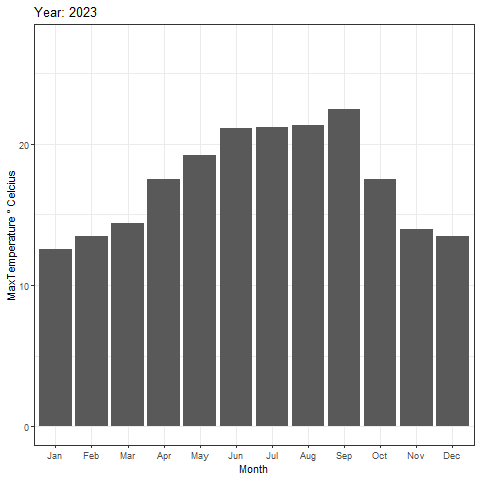 Year: 2023
MaxTemperature ° Celcius
20
10
0
Jan Feb Mar Apr May Jun Jul Aug Sep Oct Nov Dec
Month